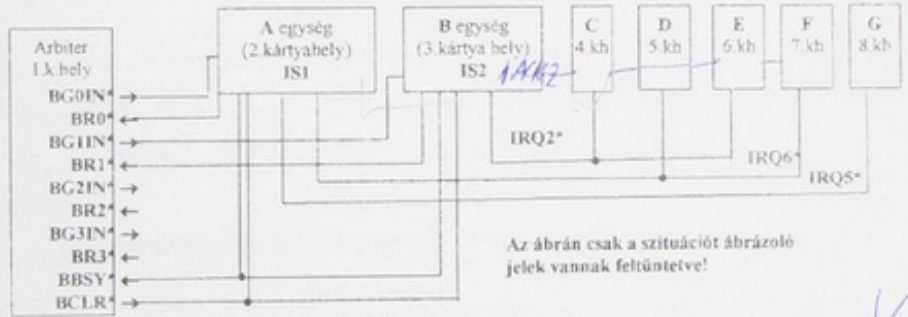 Arbiter
1.k.hely
BG0IN*
BR0*
BG1IN*
BR1*
BG2IN*
BR2*
BG3IN*
BR3*
BBSY*
BCLR*
A egység
(2.kártyahely)
IS1
B egység
(3.kártya hely)
IS2
C
4 kh
D
5 kh
E
6.kh
F
7.kh
G
8.kh
IRQ2*
IRQ6*
IRQ5*
Az ábrán csak a szituációt ábrázoló
jelek vannak feltüntetve!